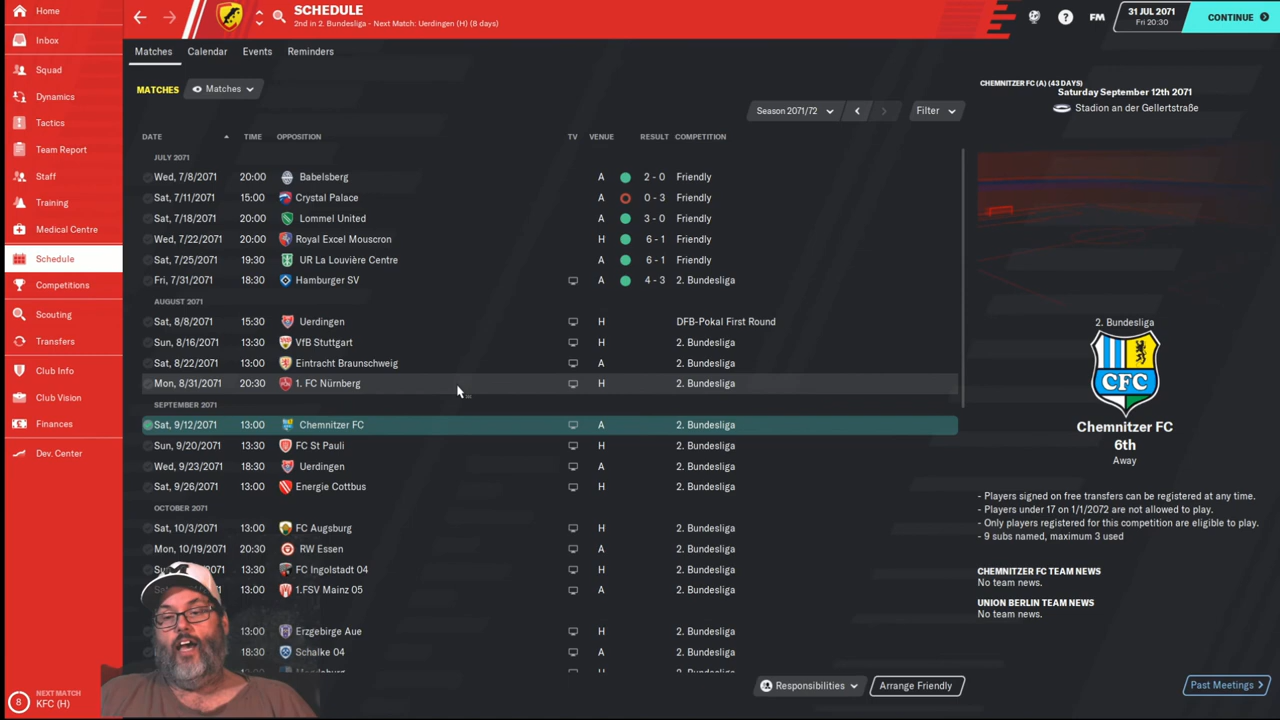 Home
Inbox
Squad
Dynamics
Tactics
Team Report
Staff
Training
Medical Centre
Schedule
Competitions
Scouting
Transfers
Club Info
Club Vision
Finances
Dev. Center
8 NEXT MATCH
KFC (H)
SCHEDULE
2nd in 2. Bundesliga - Next Match: Uerdingen (H) (8 days)
? FM 31 JUL 2071 CONTINUE
Fri 20:30
Matches Calendar Events Reminders
MATCHES Matches
Season 2071/72 Filter
DATE TIME OPPOSITION TV VENUE RESULT COMPETITION
JULY 2071
Wed, 7/8/2071 20:00 Babelsberg A 2 - 0 Friendly
Sat, 7/11/2071 15:00 Crystal Palace A 0 - 3 Friendly
Sat, 7/18/2071 20:00 Lommel United A 3 - 0 Friendly
Wed, 7/22/2071 20:00 Royal Excel Mouscron H 6 - 1 Friendly
Sat, 7/25/2071 19:30 UR La Louvière Centre A 6 - 1 Friendly
Fri, 7/31/2071 18:30 Hamburger SV A 4 - 3 2. Bundesliga
AUGUST 2071
Sat, 8/8/2071 15:30 Uerdingen H DFB-Pokal First Round
Sun, 8/16/2071 13:30 VfB Stuttgart H 2. Bundesliga
Sat, 8/22/2071 13:00 Eintracht Braunschweig A 2. Bundesliga
Mon, 8/31/2071 20:30 1. FC Nürnberg H 2. Bundesliga
SEPTEMBER 2071
Sat, 9/12/2071 13:00 Chemnitzer FC A 2. Bundesliga
Sun, 9/20/2071 13:30 FC St Pauli H 2. Bundesliga
Wed, 9/23/2071 18:30 Uerdingen A 2. Bundesliga
Sat, 9/26/2071 13:00 Energie Cottbus H 2. Bundesliga
OCTOBER 2071
Sat, 10/3/2071 13:00 FC Augsburg H 2. Bundesliga
Mon, 10/19/2071 20:30 RW Essen A 2. Bundesliga
13:30 FC Ingolstadt 04 H 2. Bundesliga
13:00 1.FSV Mainz 05 A 2. Bundesliga
13:00 Erzgebirge Aue H 2. Bundesliga
18:30 Schalke 04 A 2. Bundesliga
Responsibilities Arrange Friendly
CHEMNITZER FC (A) (43 DAYS)
Saturday September 12th 2071
Stadion an der Gellertstraße
2. Bundesliga
CFC
Chemnitzer FC
6th
Away
- Players signed on free transfers can be registered at any time.
- Players under 17 on 1/1/2072 are not allowed to play.
- Only players registered for this competition are eligible to play.
- 9 subs named, maximum 3 used
CHEMNITZER FC TEAM NEWS
No team news.
UNION BERLIN TEAM NEWS
No team news.
Past Meetings